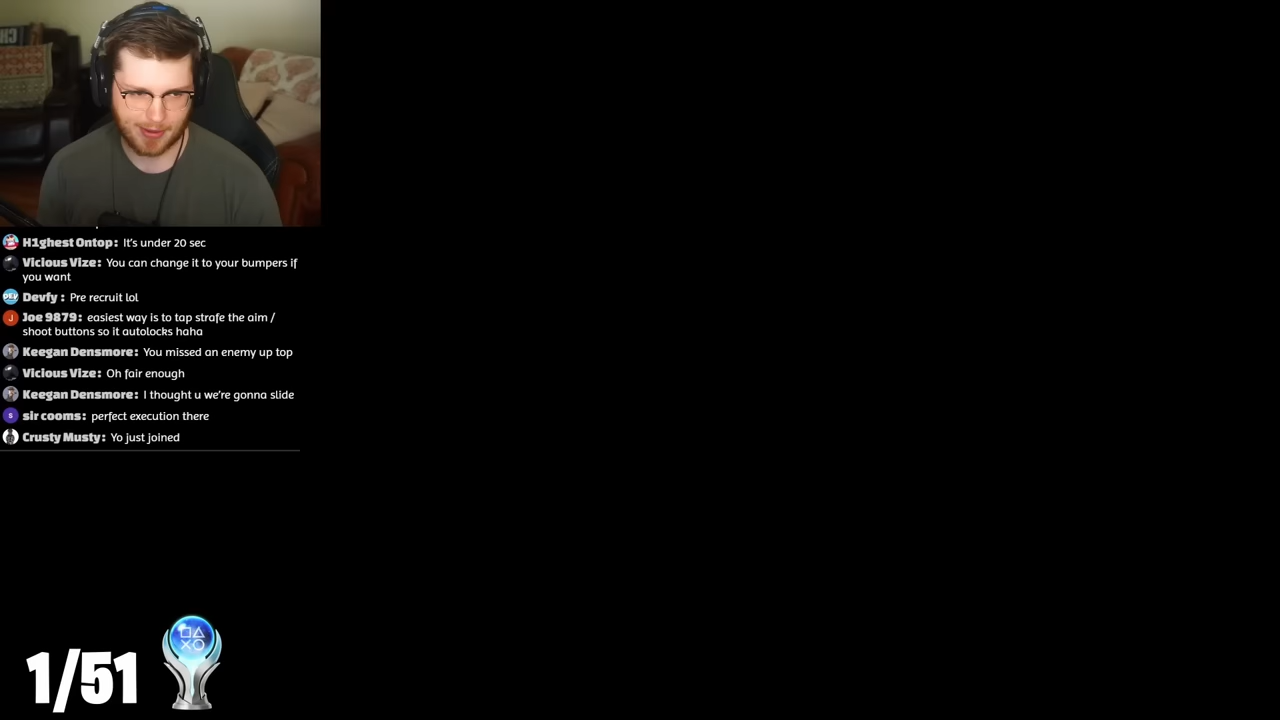 H1ghest Ontop: It's under 20 sec
Vicious Vize: You can change it to your bumpers if
you want
Devfy: Pre recruit lol
Joe 9879: easiest way is to tap strafe the aim /
shoot buttons so it autolocks haha
Keegan Densmore: You missed an enemy up top
Vicious Vize: Oh fair enough
Keegan Densmore: I thought u we're gonna slide
sir cooms: perfect execution there
Crusty Musty: Yo just joined
1/51